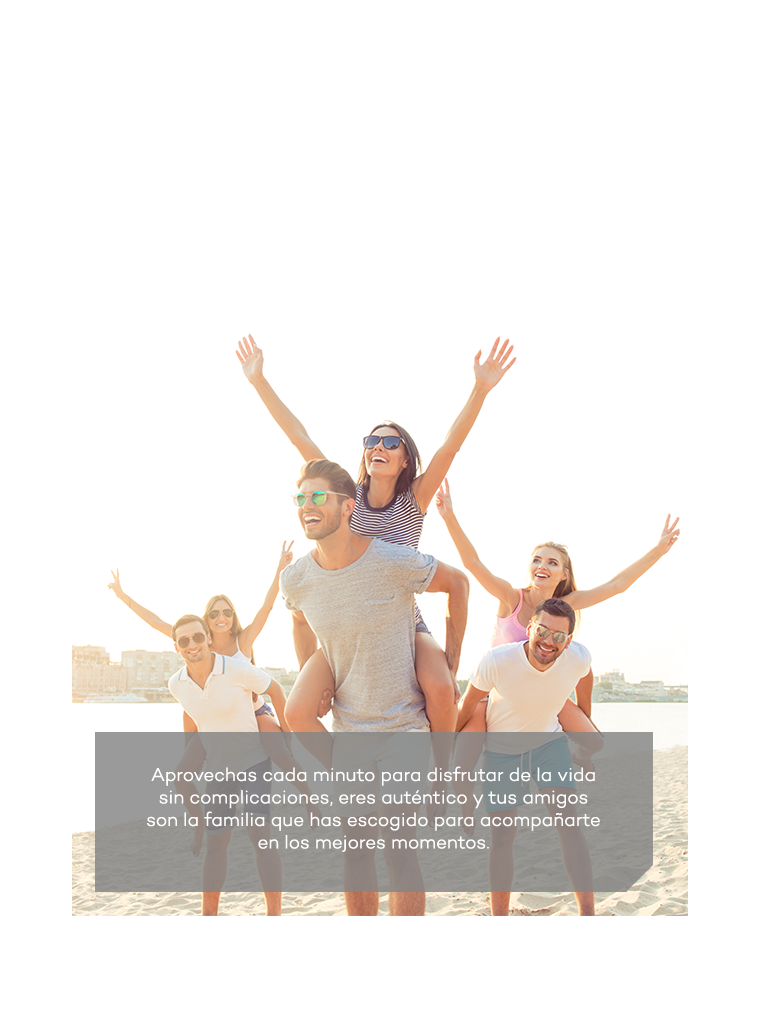 Aprovechas cada minuto para disfrutar de la vida
sin complicaciones, eres auténtico y tus amigos
son la familia que has escogido para acompañarte
en los mejores momentos.